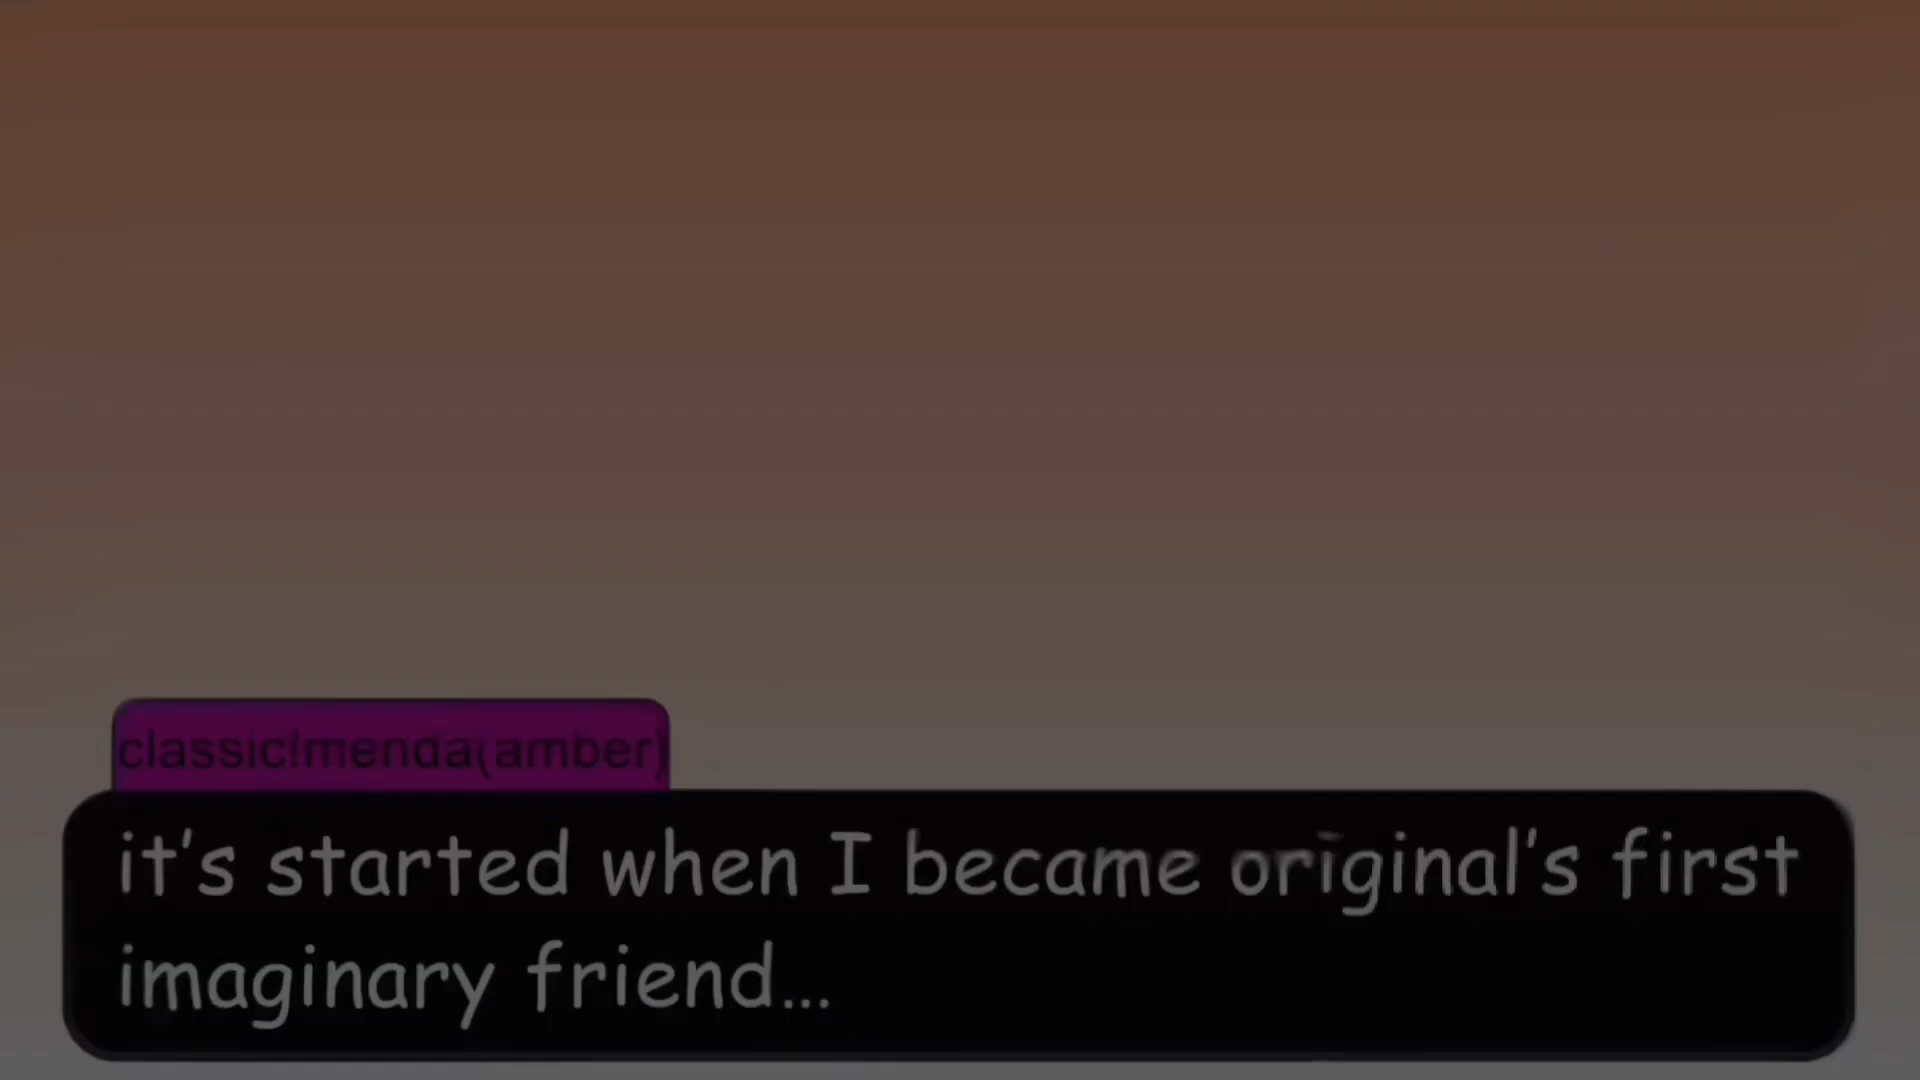 classic!menda(amber)
it's started when I became original's first
imaginary friend...